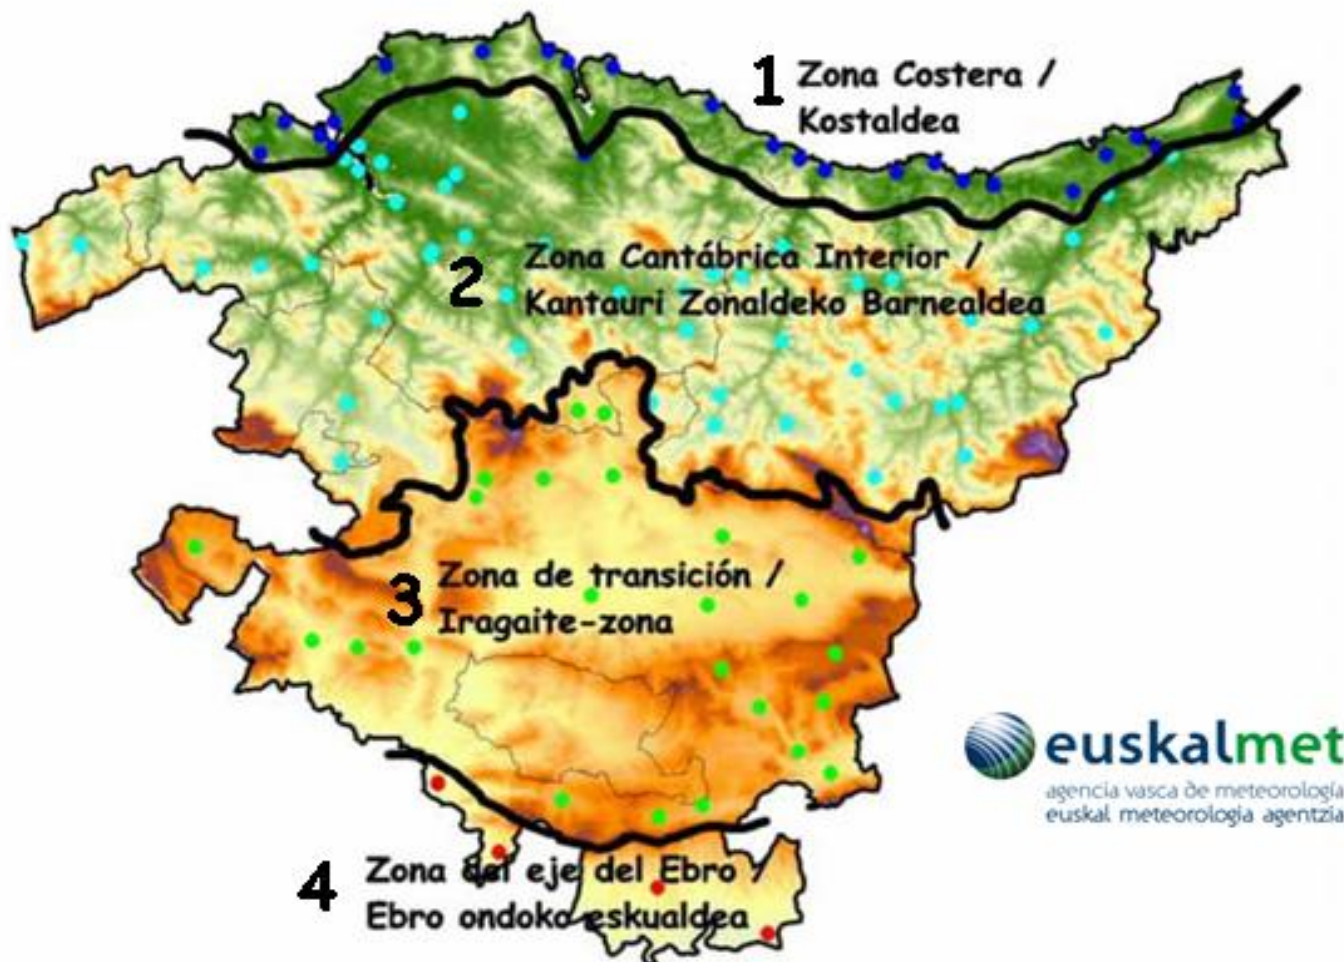 1 Zona Costera /
Kostaldea
2 Zona Cantábrica Interior /
Kantauri Zonaldeko Barnealdea
3 Zona de transición /
Iragaite-zona
4 Zona del eje del Ebro /
Ebro ondoko eskualdea
euskalmet
agencia vasca de meteorología
euskal meteorologia agentzia